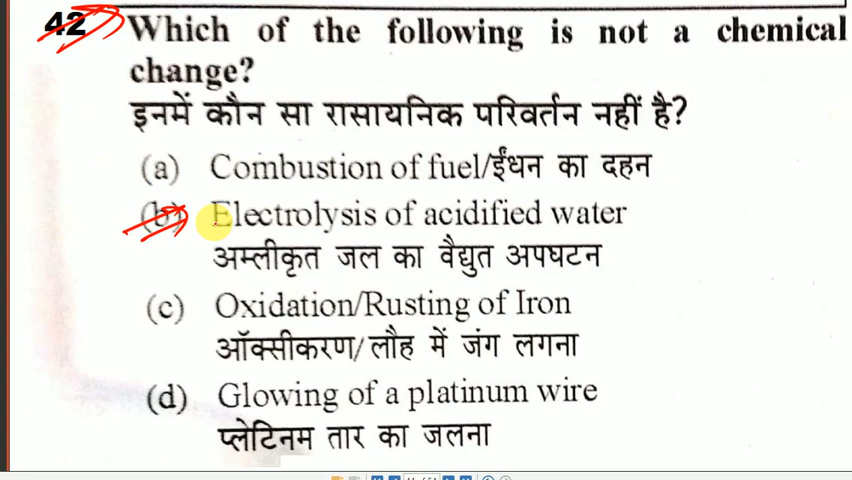 42 Which of the following is not a chemical
change?
इनमें कौन सा रासायनिक परिवर्तन नहीं है?
(a) Combustion of fuel/ईंधन का दहन
(b) Electrolysis of acidified water
अम्लीकृत जल का वैद्युत अपघटन
(c) Oxidation/Rusting of Iron
ऑक्सीकरण/लौह में जंग लगना
(d) Glowing of a platinum wire
प्लेटिनम तार का जलना